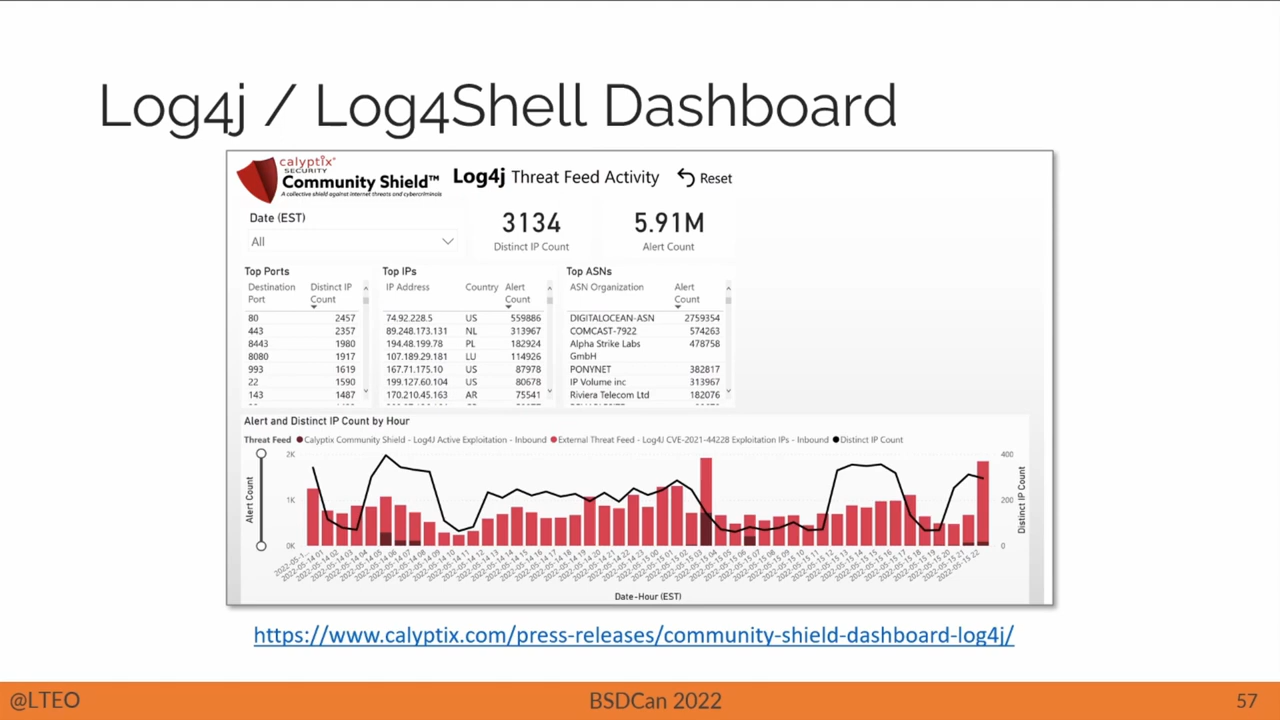 Log4j / Log4Shell Dashboard
calyptix®
SECURITY
Community Shield™
A collective shield against internet threats and cybercriminals
Log4j Threat Feed Activity
Reset
Date (EST)
All
3134
Distinct IP Count
5.91M
Alert Count
Top Ports
Destination Port Distinct IP Count
80 2457
443 2357
8443 1980
8080 1917
993 1619
22 1590
143 1487
Top IPs
IP Address Country Alert Count
74.92.228.5 US 559886
89.248.173.131 NL 313967
194.48.199.78 PL 182924
107.189.29.181 LU 114926
167.71.175.10 US 87978
199.127.60.104 US 80678
170.210.45.163 AR 75541
Top ASNs
ASN Organization Alert Count
DIGITALOCEAN-ASN 2759354
COMCAST-7922 574263
Alpha Strike Labs GmbH 478758
PONYNET 382817
IP Volume inc 313967
Riviera Telecom Ltd 182076
Alert and Distinct IP Count by Hour
Threat Feed Calyptix Community Shield - Log4J Active Exploitation - Inbound External Threat Feed - Log4J CVE-2021-44228 Exploitation IPs - Inbound Distinct IP Count
Alert Count
2K
1K
0K
400
200
0
Distinct IP Count
Date-Hour (EST)
https://www.calyptix.com/press-releases/community-shield-dashboard-log4j/
@LTEO
BSDCan 2022
57